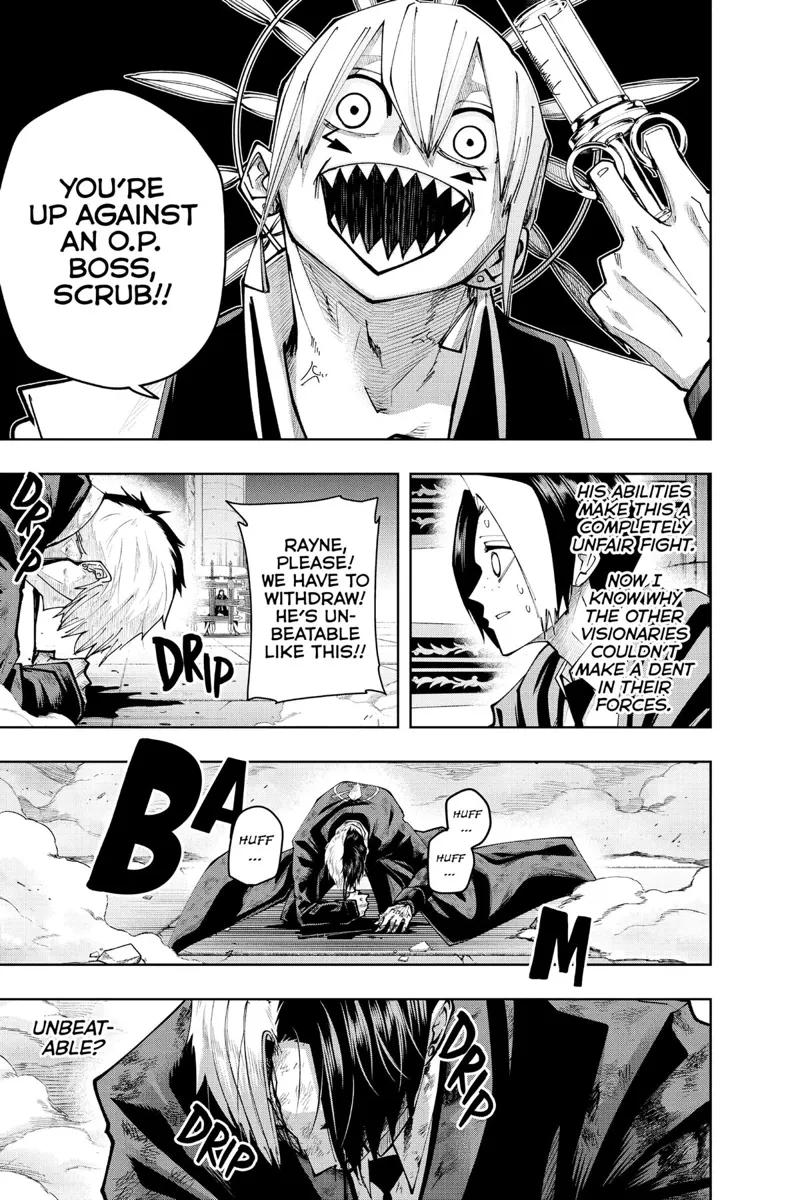 YOU'RE
UP AGAINST
AN O.P.
BOSS,
SCRUB!!
HIS ABILITIES
MAKE THIS A
COMPLETELY
UNFAIR FIGHT.
NOW I
KNOW WHY
THE OTHER
VISIONARIES
COULDN'T
MAKE A DENT
IN THEIR
FORCES.
RAYNE,
PLEASE!
WE HAVE TO
WITHDRAW!
HE'S UN-
BEATABLE
LIKE THIS!!
DRIP
DRIP
BAM
HUFF
...
HUFF
...
HUFF
...
UNBEAT-
ABLE?
DRIP
DRIP